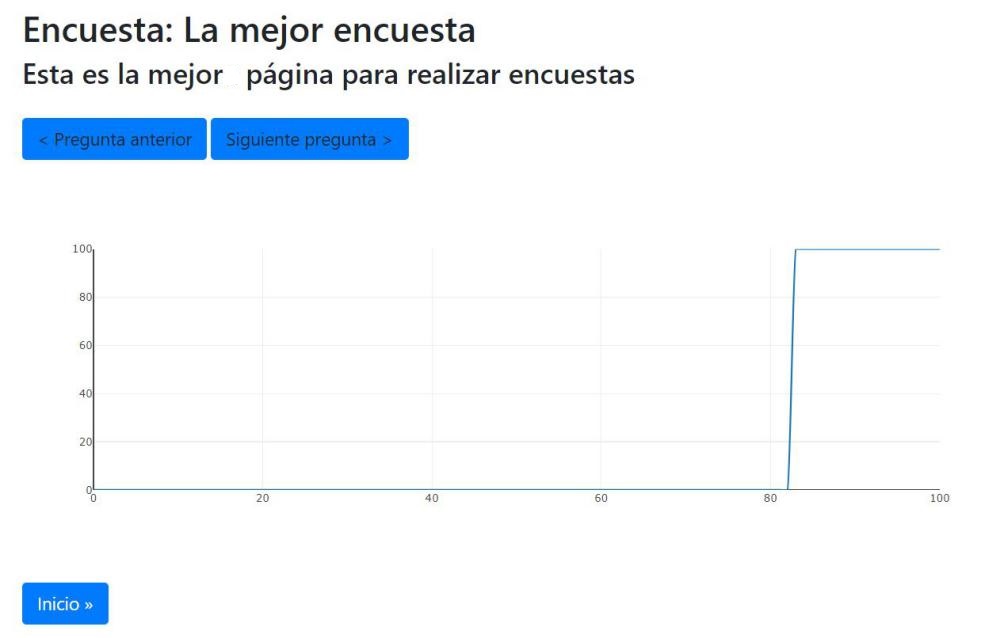 Encuesta: La mejor encuesta
Esta es la mejor página para realizar encuestas
< Pregunta anterior Siguiente pregunta >
100
80
60
40
20
0
0 20 40 60 80 100
Inicio »